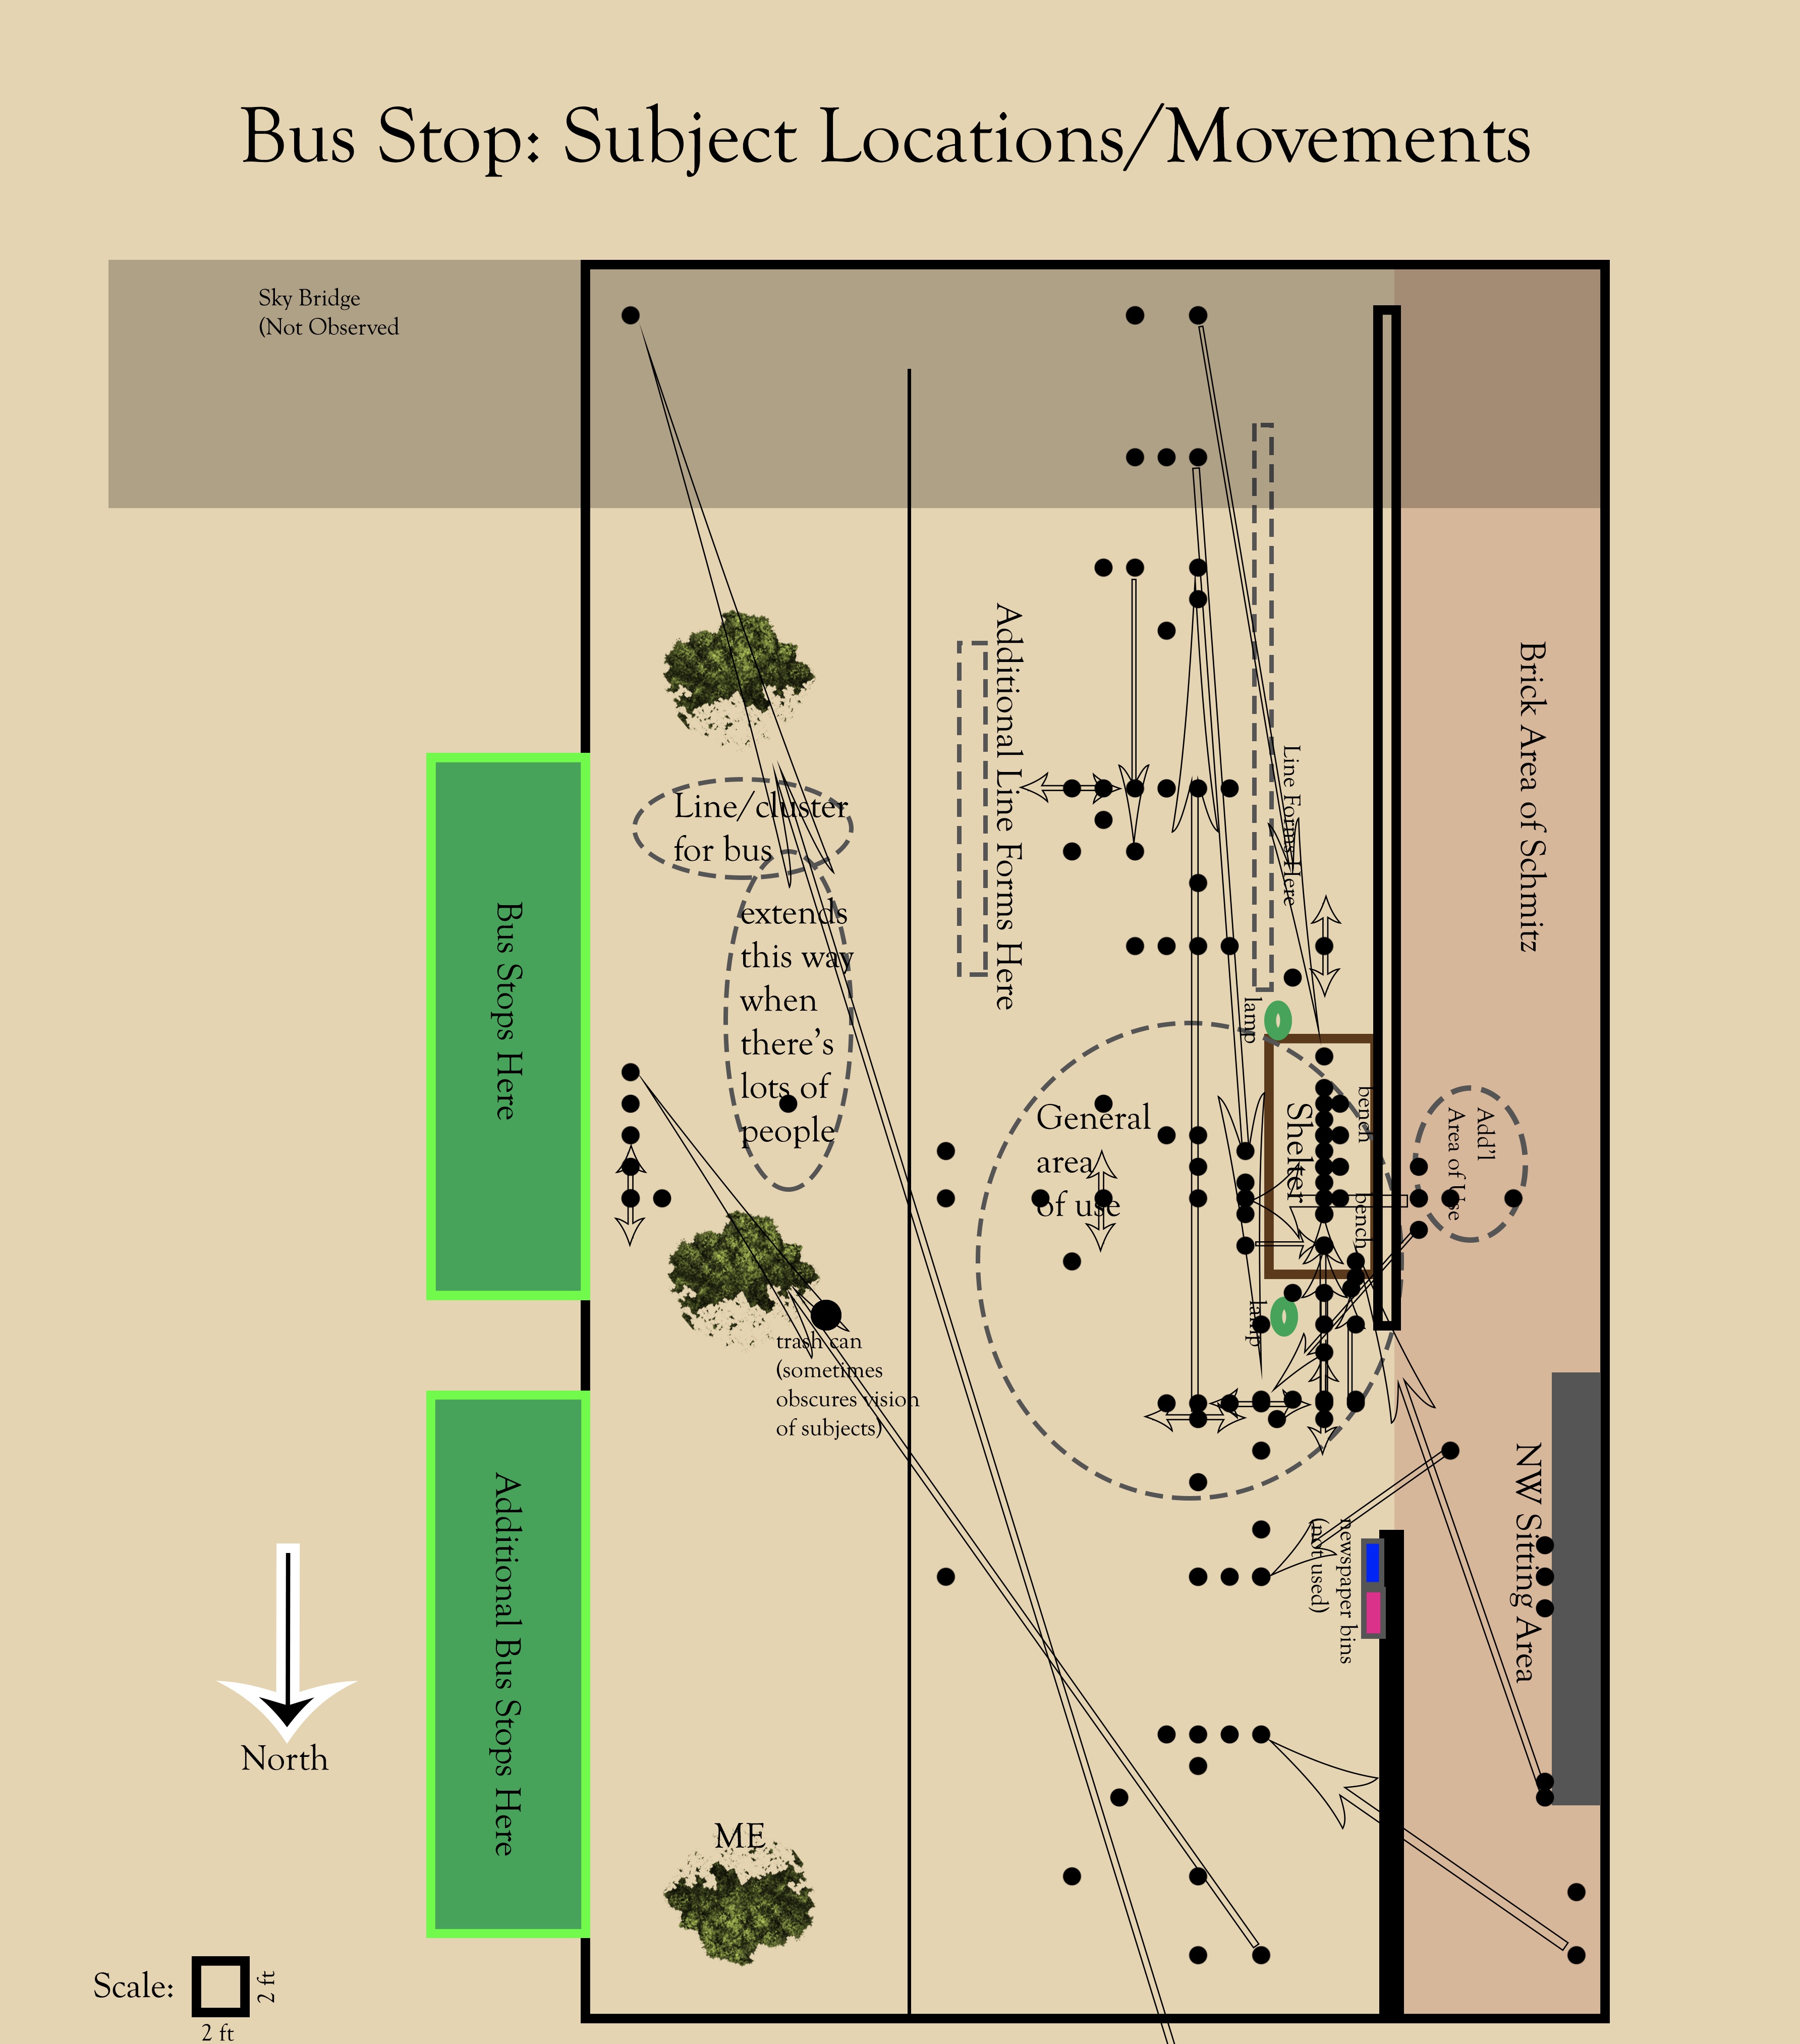 Bus Stop: Subject Locations/Movements
Sky Bridge
(Not Observed
Brick Area of Schmitz
Additional Line Forms Here
Line Forms Here
Line/cluster
for bus
extends
this way
when
there's
lots of
people
Bus Stops Here
lamp
General
area
of use
Shelter
bench
bench
Add'l
Area of Use
lamp
trash can
(sometimes
obscures vision
of subjects)
NW Sitting Area
newspaper bins
(not used)
Additional Bus Stops Here
North
ME
Scale:
2 ft
2 ft